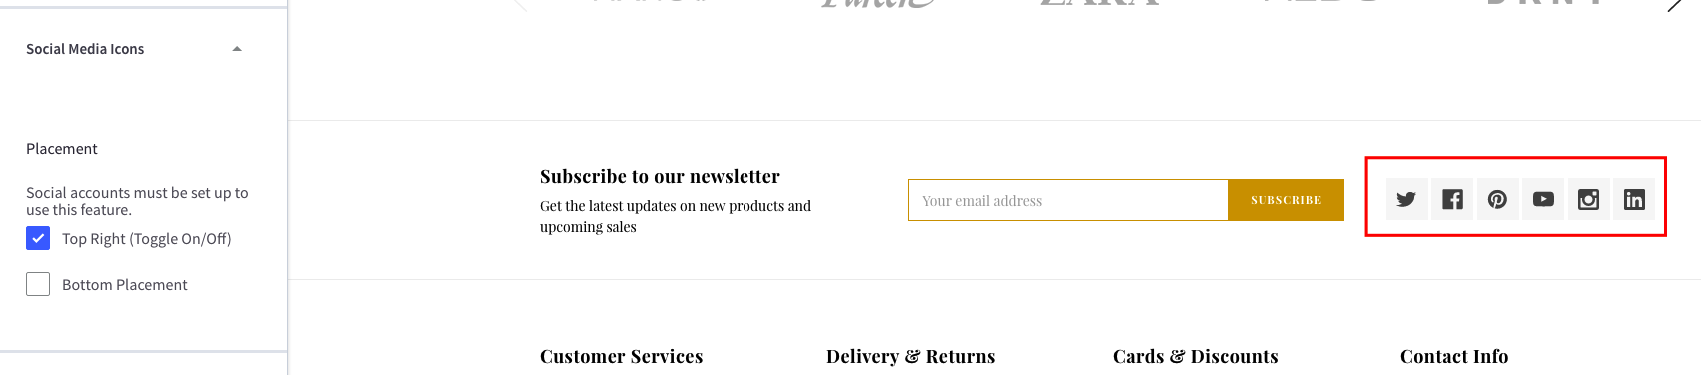 Social Media Icons
Placement
Social accounts must be set up to
use this feature.
Top Right (Toggle On/Off)
Bottom Placement
ZARA
Subscribe to our newsletter
Get the latest updates on new products and
upcoming sales
Your email address
SUBSCRIBE
Customer Services
Delivery & Returns
Cards & Discounts
Contact Info